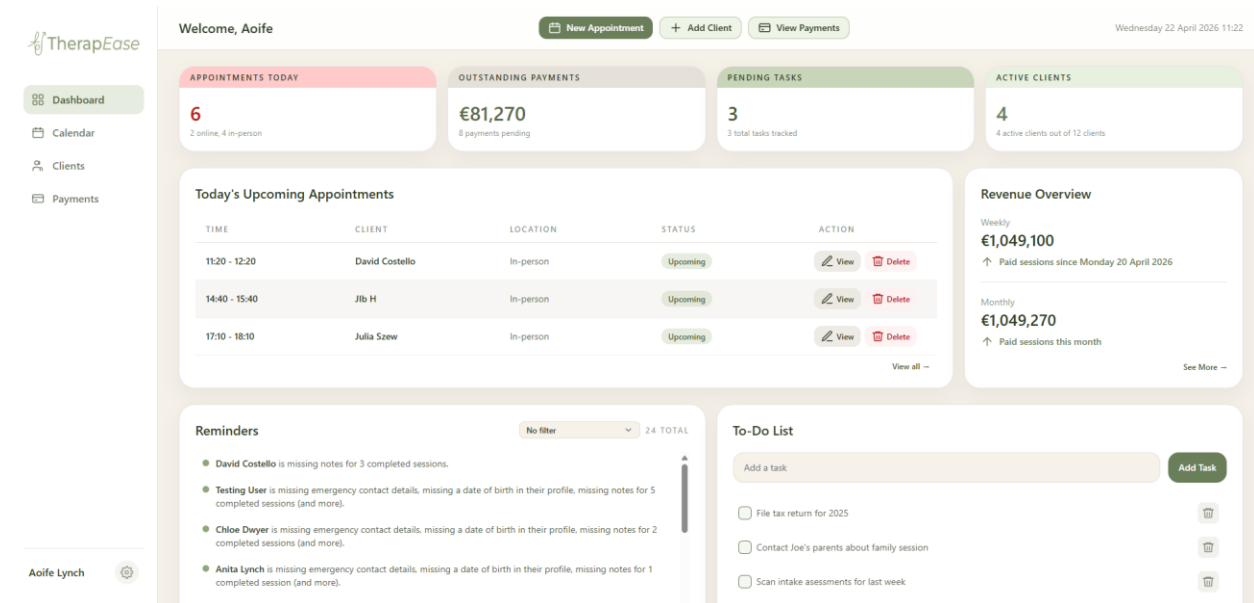 TherapEase
Dashboard
Calendar
Clients
Payments
Aoife Lynch
Welcome, Aoife
New Appointment
Add Client
View Payments
Wednesday 22 April 2026 11:22
APPOINTMENTS TODAY
6
2 online, 4 in-person
OUTSTANDING PAYMENTS
€81,270
8 payments pending
PENDING TASKS
3
3 total tasks tracked
ACTIVE CLIENTS
4
4 active clients out of 12 clients
Today's Upcoming Appointments
TIME CLIENT LOCATION STATUS ACTION
11:20 - 12:20 David Costello In-person Upcoming View Delete
14:40 - 15:40 Jlb H In-person Upcoming View Delete
17:10 - 18:10 Julia Szew In-person Upcoming View Delete
View all →
Revenue Overview
Weekly
€1,049,100
↑ Paid sessions since Monday 20 April 2026
Monthly
€1,049,270
↑ Paid sessions this month
See More →
Reminders
No filter
24 TOTAL
David Costello is missing notes for 3 completed sessions.
Testing User is missing emergency contact details, missing a date of birth in their profile, missing notes for 5
completed sessions (and more).
Chloe Dwyer is missing emergency contact details, missing a date of birth in their profile, missing notes for 2
completed sessions (and more).
Anita Lynch is missing emergency contact details, missing a date of birth in their profile, missing notes for 1
completed session (and more).
To-Do List
Add a task
Add Task
File tax return for 2025
Contact Joe's parents about family session
Scan intake asessments for last week